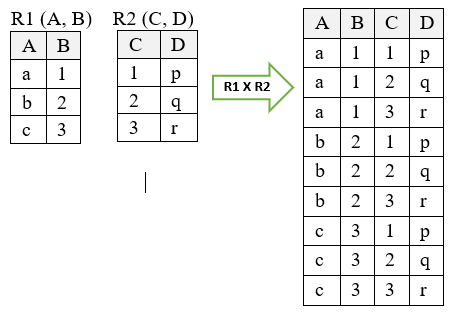 R1 (A, B)
A B
a 1
b 2
c 3
R2 (C, D)
C D
1 p
2 q
3 r
R1 X R2
A B C D
a 1 1 p
a 1 2 q
a 1 3 r
b 2 1 p
b 2 2 q
b 2 3 r
c 3 1 p
c 3 2 q
c 3 3 r